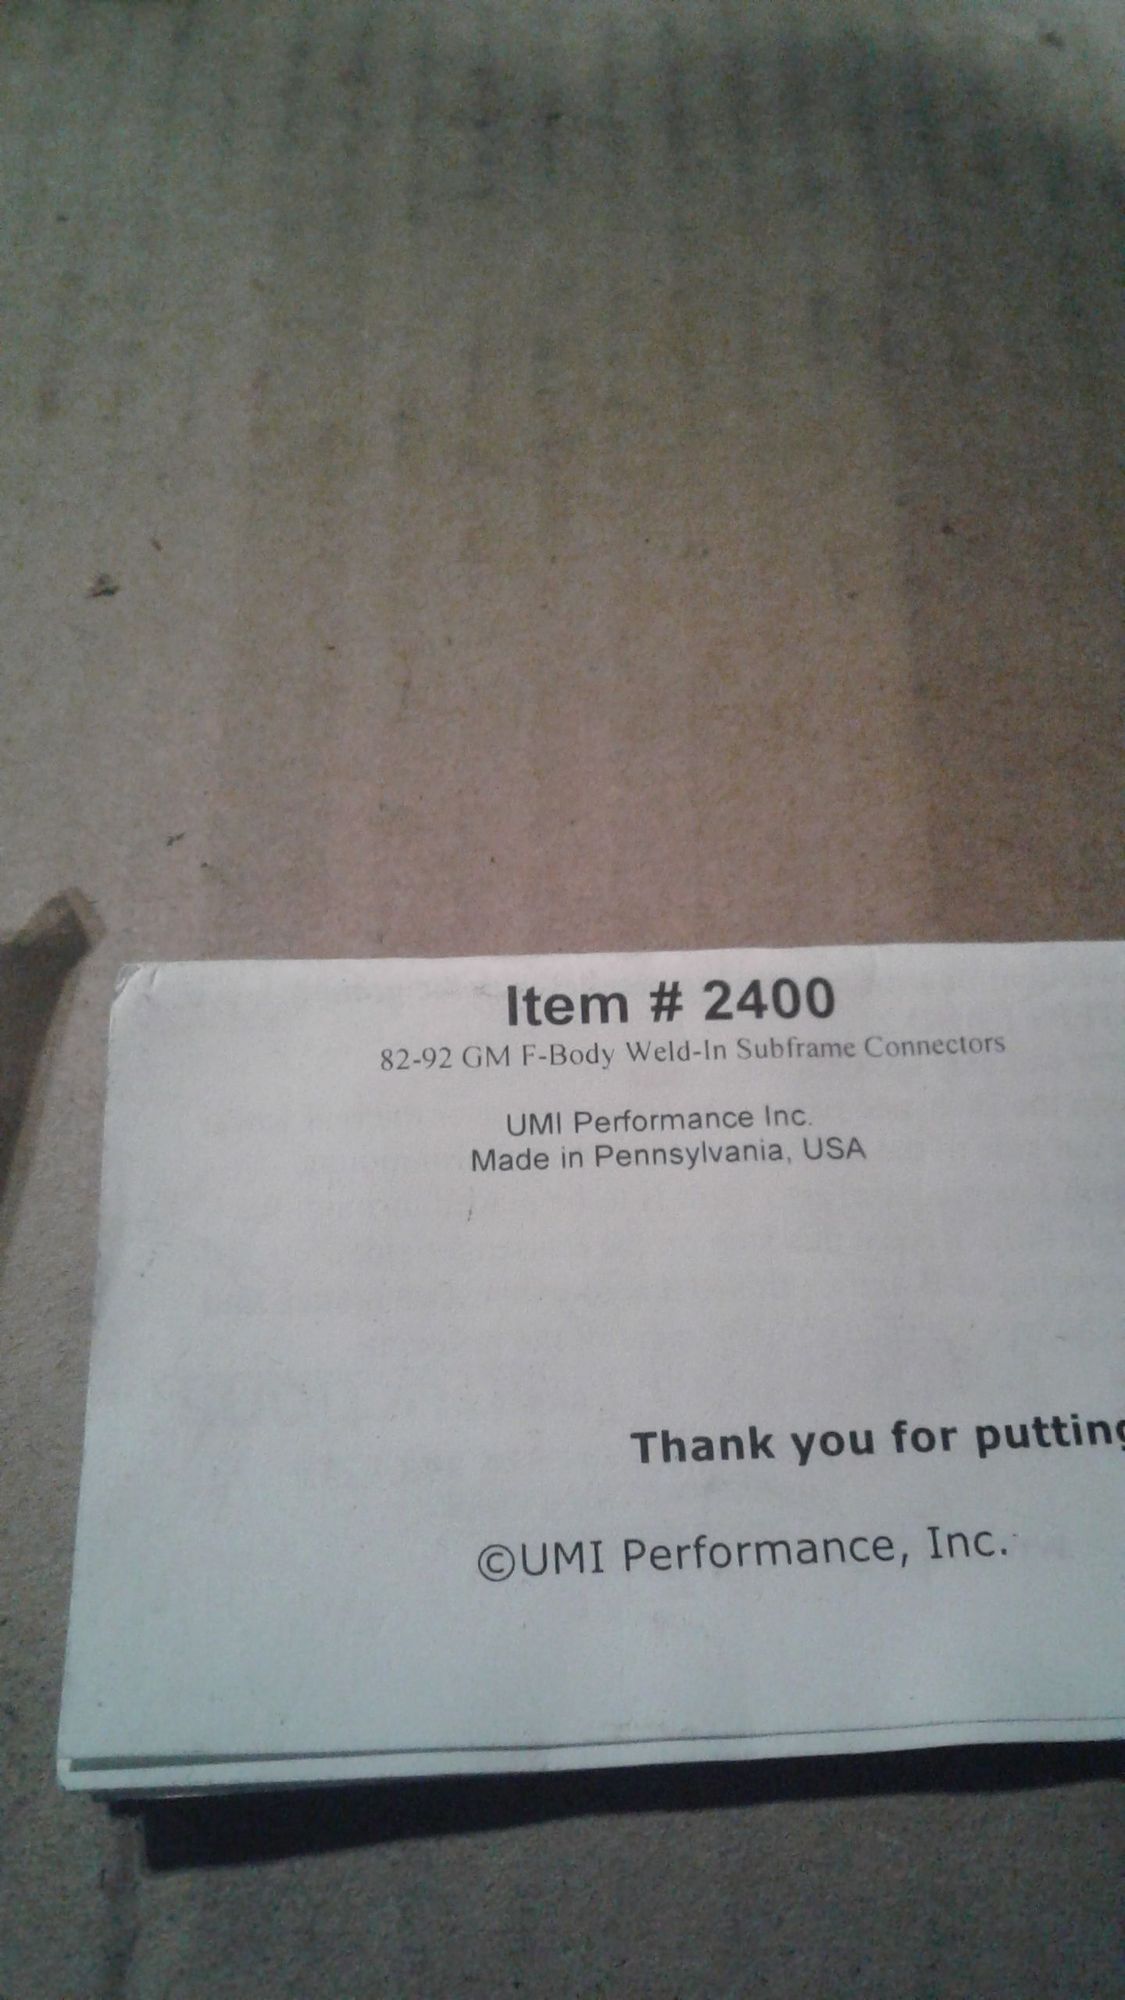 Item # 2400
82-92 GM F-Body Weld-In Subframe Connectors
UMI Performance Inc.
Made in Pennsylvania, USA
Thank you for putting
©UMI Performance, Inc.